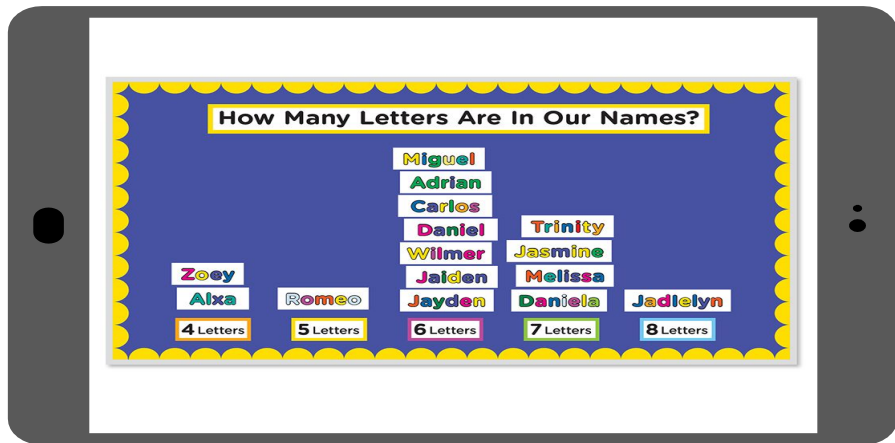 How Many Letters Are In Our Names?
Miguel
Adrian
Carlos
Daniel
Wilmer
Jaiden
Jayden
Trinity
Jasmine
Melissa
Daniela
Zoey
Alxa
Romeo
Jadlelyn
4 Letters
5 Letters
6 Letters
7 Letters
8 Letters